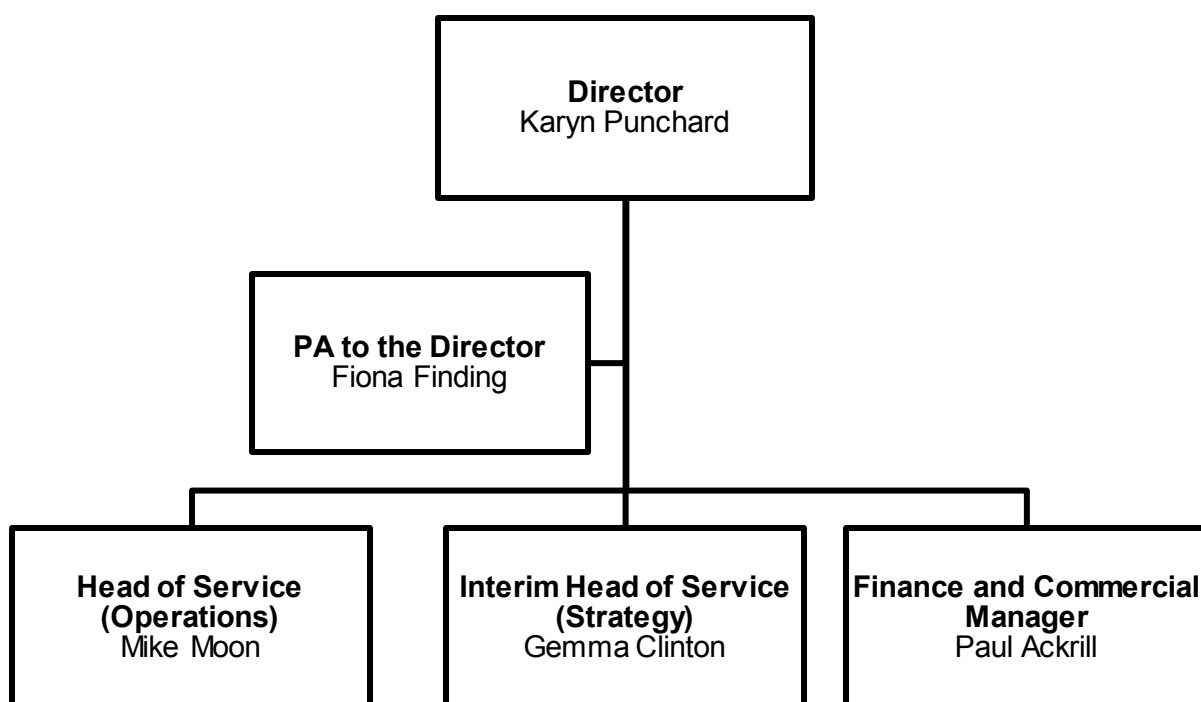 Director
Karyn Punchard
PA to the Director
Fiona Finding
Head of Service
(Operations)
Mike Moon
Interim Head of Service
(Strategy)
Gemma Clinton
Finance and Commercial
Manager
Paul Ackrill